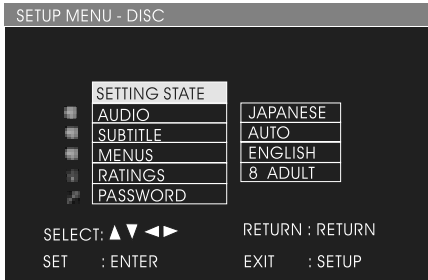 SETUP MENU - DISC
SETTING STATE
AUDIO JAPANESE
SUBTITLE AUTO
MENUS ENGLISH
RATINGS 8 ADULT
PASSWORD
SELECT: ▲▼◄► RETURN : RETURN
SET : ENTER EXIT : SETUP